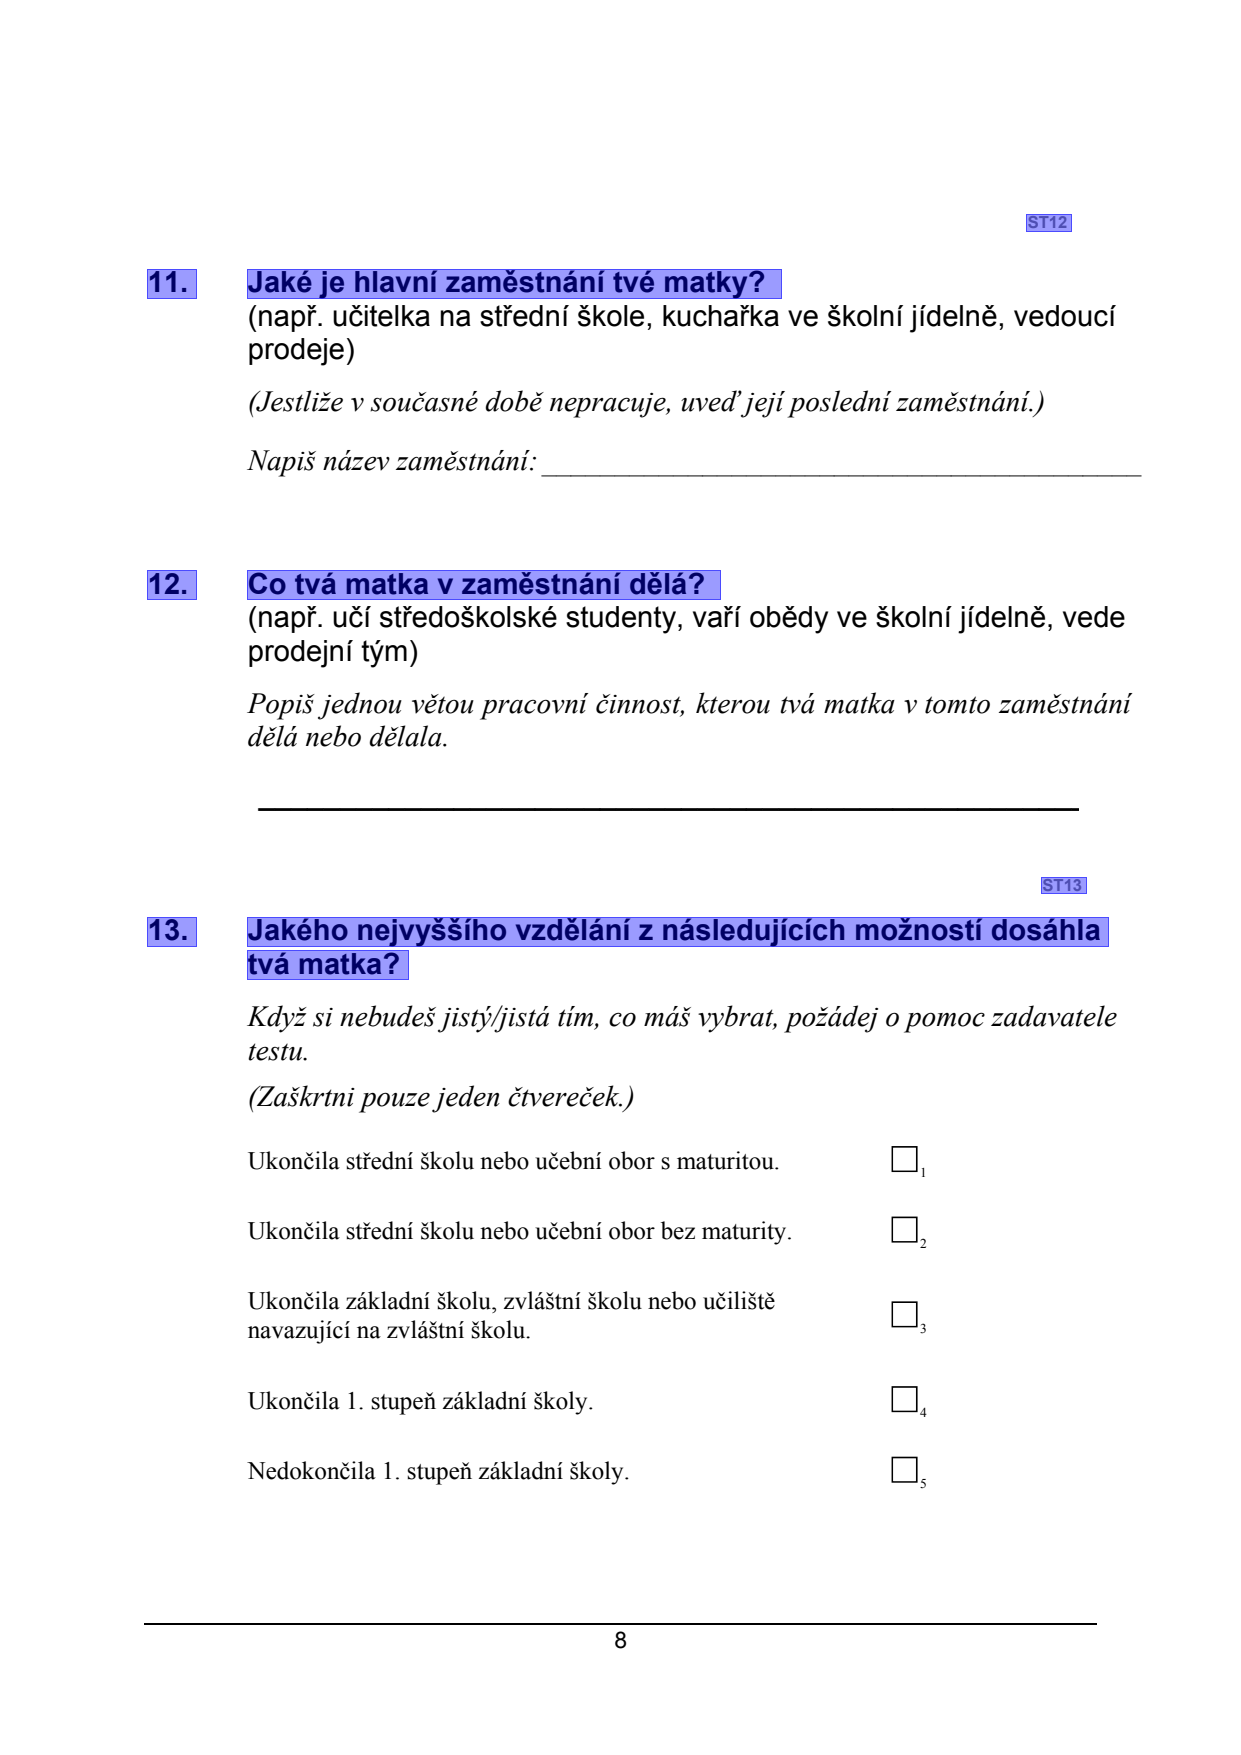 ST12
11. Jaké je hlavní zaměstnání tvé matky?
(např. učitelka na střední škole, kuchařka ve školní jídelně, vedoucí
prodeje)
(Jestliže v současné době nepracuje, uveď její poslední zaměstnání.)
Napiš název zaměstnání:
12. Co tvá matka v zaměstnání dělá?
(např. učí středoškolské studenty, vaří obědy ve školní jídelně, vede
prodejní tým)
Popiš jednou větou pracovní činnost, kterou tvá matka v tomto zaměstnání
dělá nebo dělala.
ST13
13. Jakého nejvyššího vzdělání z následujících možností dosáhla
tvá matka?
Když si nebudeš jistý/jistá tím, co máš vybrat, požádej o pomoc zadavatele
testu.
(Zaškrtni pouze jeden čtvereček.)
Ukončila střední školu nebo učební obor s maturitou. 1
Ukončila střední školu nebo učební obor bez maturity. 2
Ukončila základní školu, zvláštní školu nebo učiliště
navazující na zvláštní školu. 3
Ukončila 1. stupeň základní školy. 4
Nedokončila 1. stupeň základní školy. 5
8